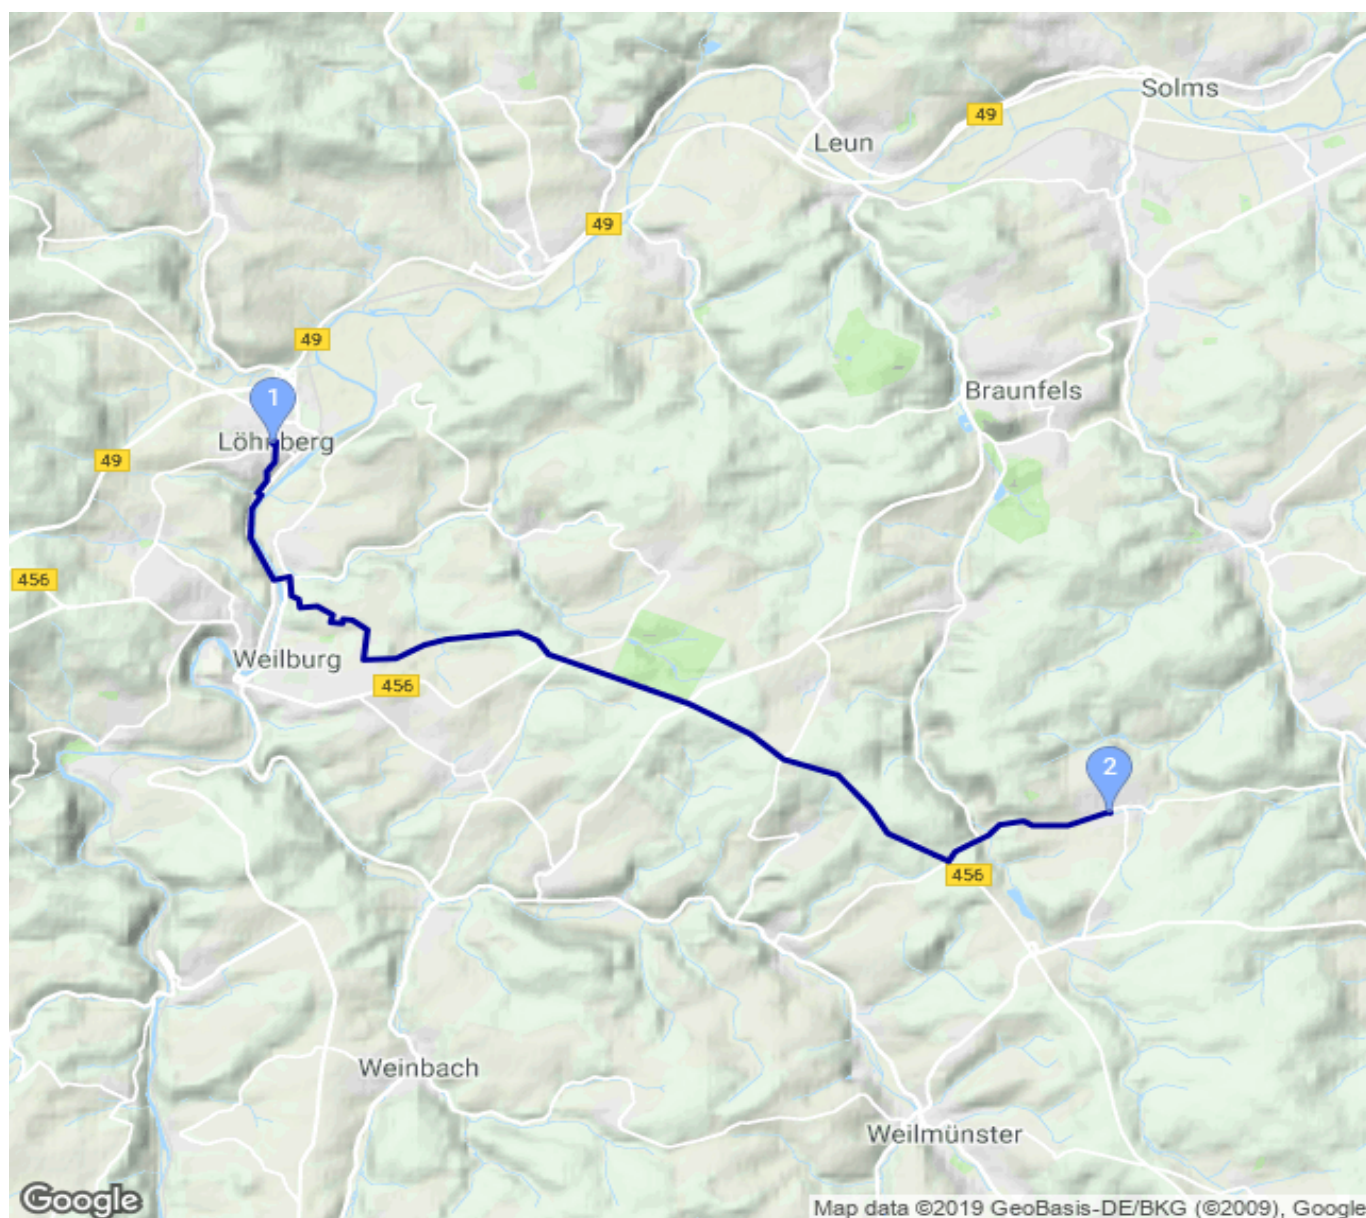 Solms
49
Leun
49
49
Braunfels
1
Löhnberg
49
456
Weilburg
456
2
456
Weinbach
Weilmünster
Google
Map data ©2019 GeoBasis-DE/BKG (©2009), Google